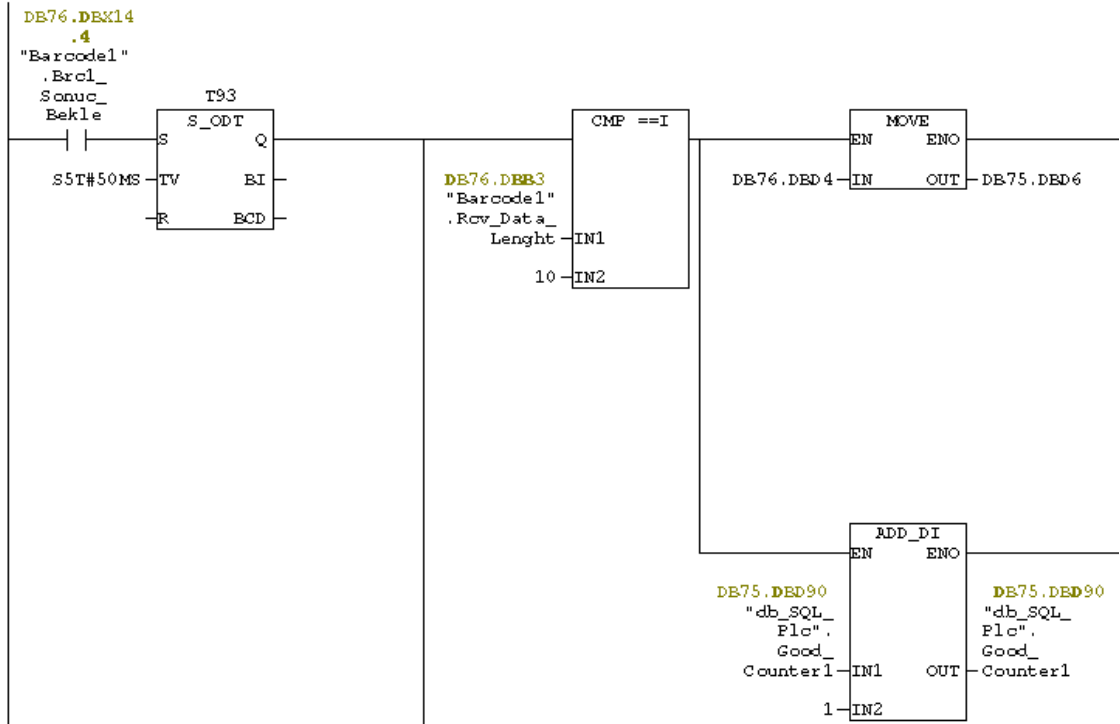 DB76.DBX14
.4
"Barcode1"
.Brc1_
Sonuc_
Bekle
T93
S_ODT
S Q
S5T#50MS TV BI
R BCD
CMP ==I
DB76.DBB3
"Barcode1"
.Rcv_Data_
Lenght IN1
10 IN2
MOVE
EN ENO
DB76.DBD4 IN OUT DB75.DBD6
ADD_DI
EN ENO
DB75.DBD90
"db_SQL_
Plc".
Good_
Counter1 IN1
1 IN2
DB75.DBD90
"db_SQL_
Plc".
Good_
OUT Counter1